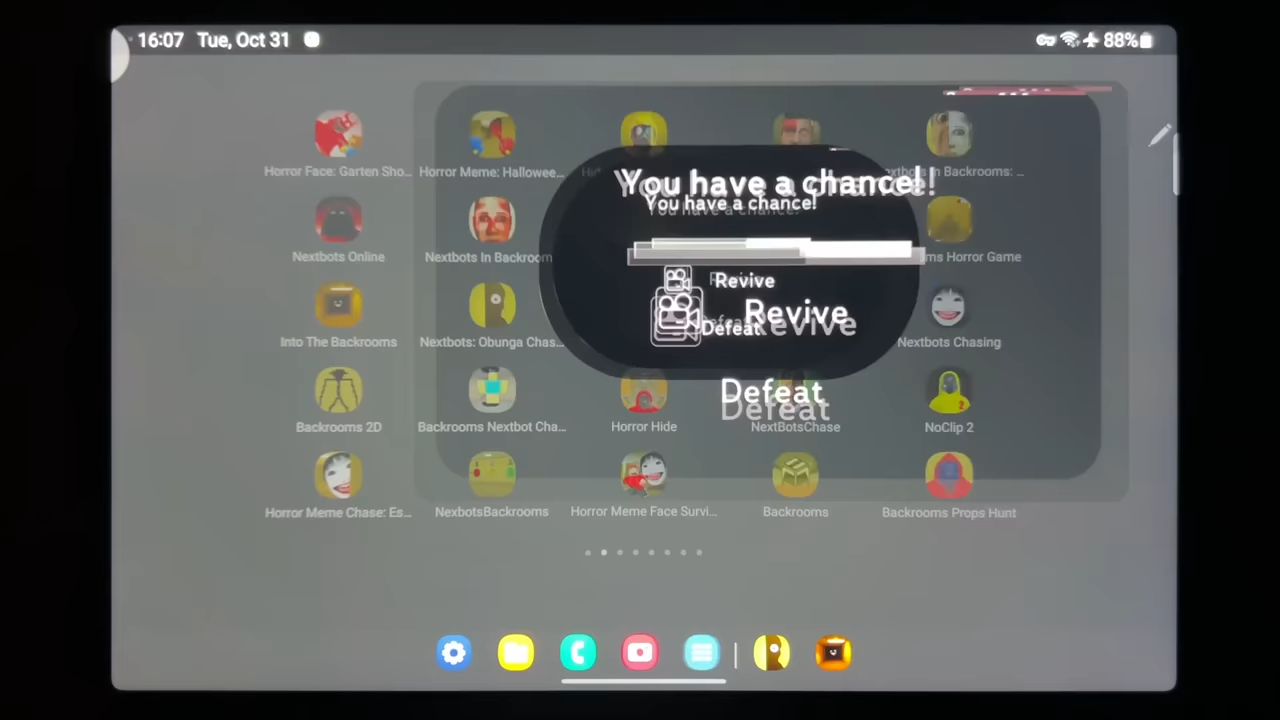 16:07 Tue, Oct 31
88%
Horror Face: Garten Sho...
Horror Meme: Hallowee...
You have a chance!
You have a chance!
Nextbots Online
Nextbots In Backroom
ms Horror Game
Revive
Revive
Defeat
Into The Backrooms
Nextbots: Obunga Chas...
Nextbots Chasing
Defeat
Defeat
Backrooms 2D
Backrooms Nextbot Cha...
Horror Hide
NextBotsChase
NoClip 2
Horror Meme Chase: Es...
NexbotsBackrooms
Horror Meme Face Survi...
Backrooms
Backrooms Props Hunt